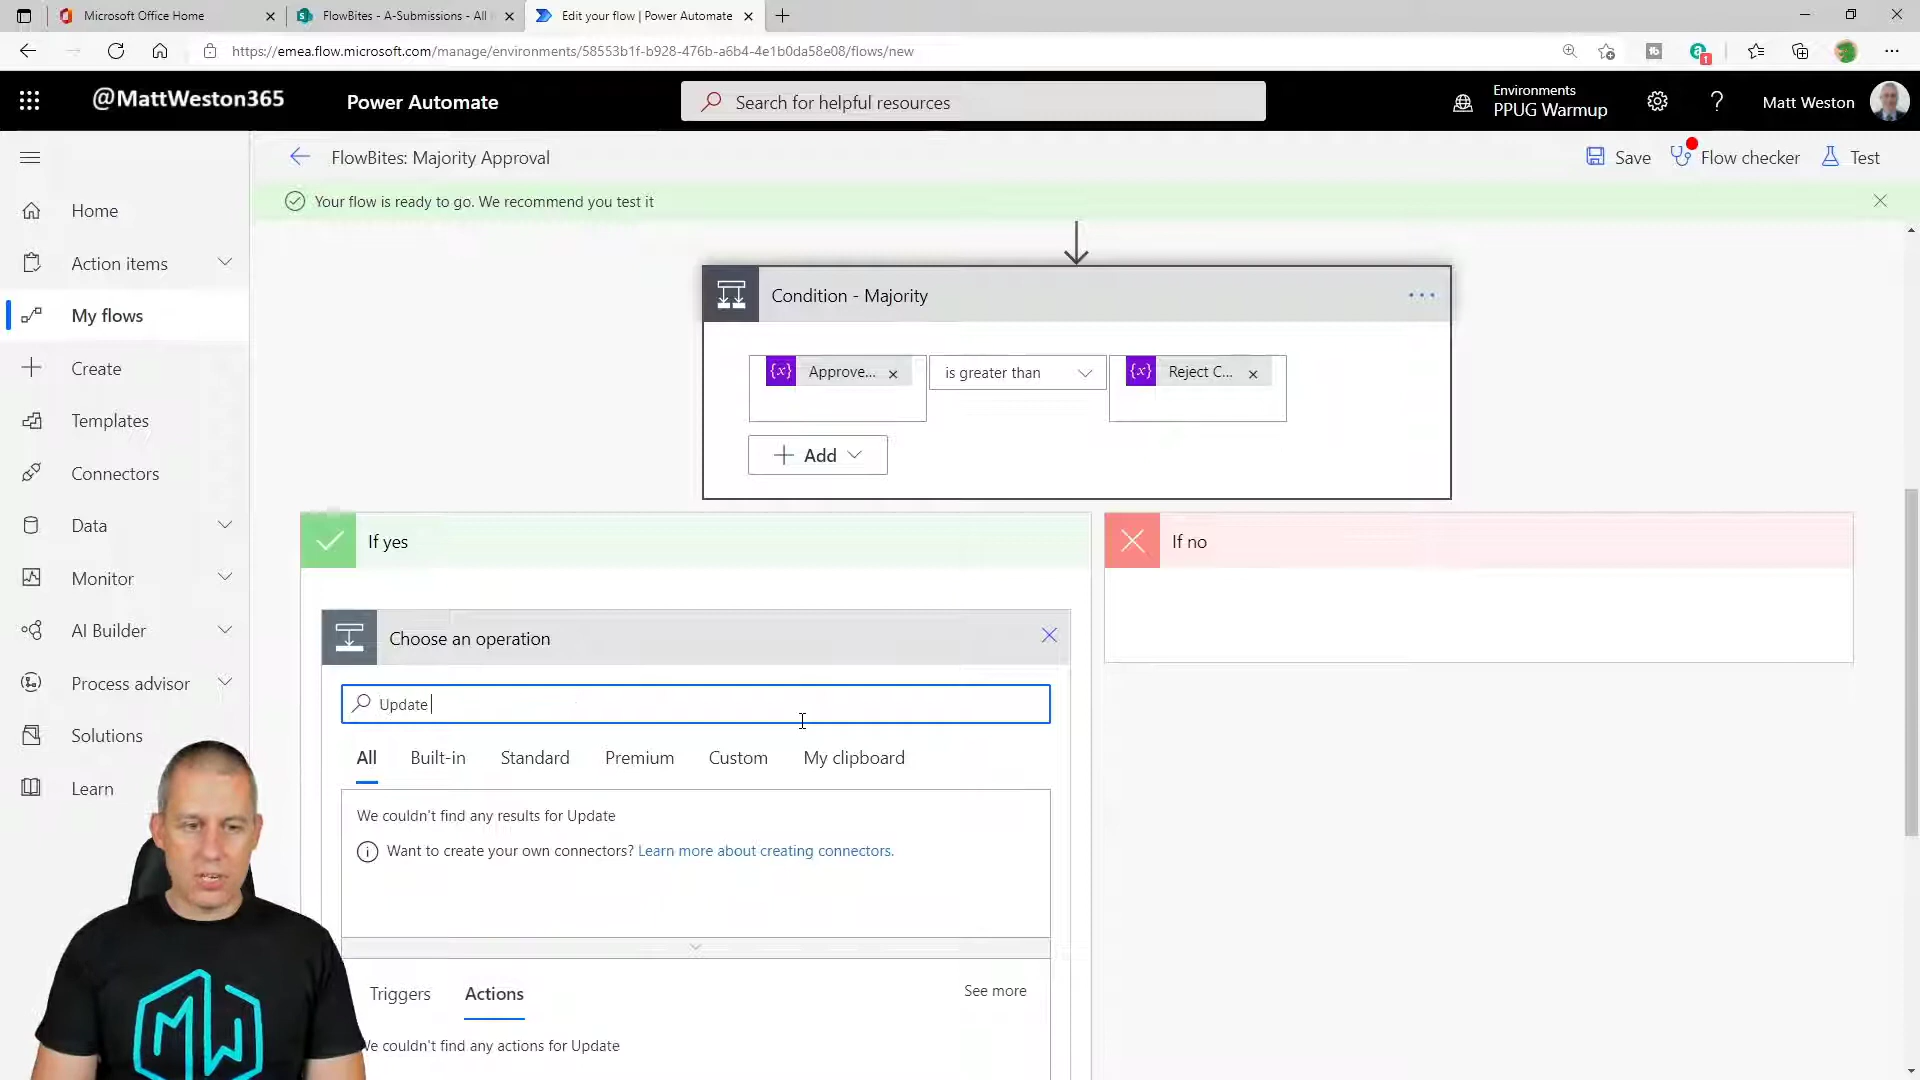 Microsoft Office Home
FlowBites - A-Submissions - All
Edit your flow | Power Automate
https://emea.flow.microsoft.com/manage/environments/58553b1f-b928-476b-a6b4-4e1b0da58e08/flows/new
1
@MattWeston365
Power Automate
Search for helpful resources
Environments
PPUG Warmup
?
Matt Weston
FlowBites: Majority Approval
Save
Flow checker
Test
Your flow is ready to go. We recommend you test it
Home
Action items
My flows
Create
Templates
Connectors
Data
Monitor
AI Builder
Process advisor
Solutions
Learn
Condition - Majority
{x} Approve... ×
is greater than
{x} Reject C... ×
Add
If yes
If no
Choose an operation
Update
All
Built-in
Standard
Premium
Custom
My clipboard
We couldn't find any results for Update
Want to create your own connectors? Learn more about creating connectors.
Triggers
Actions
See more
We couldn't find any actions for Update
MW